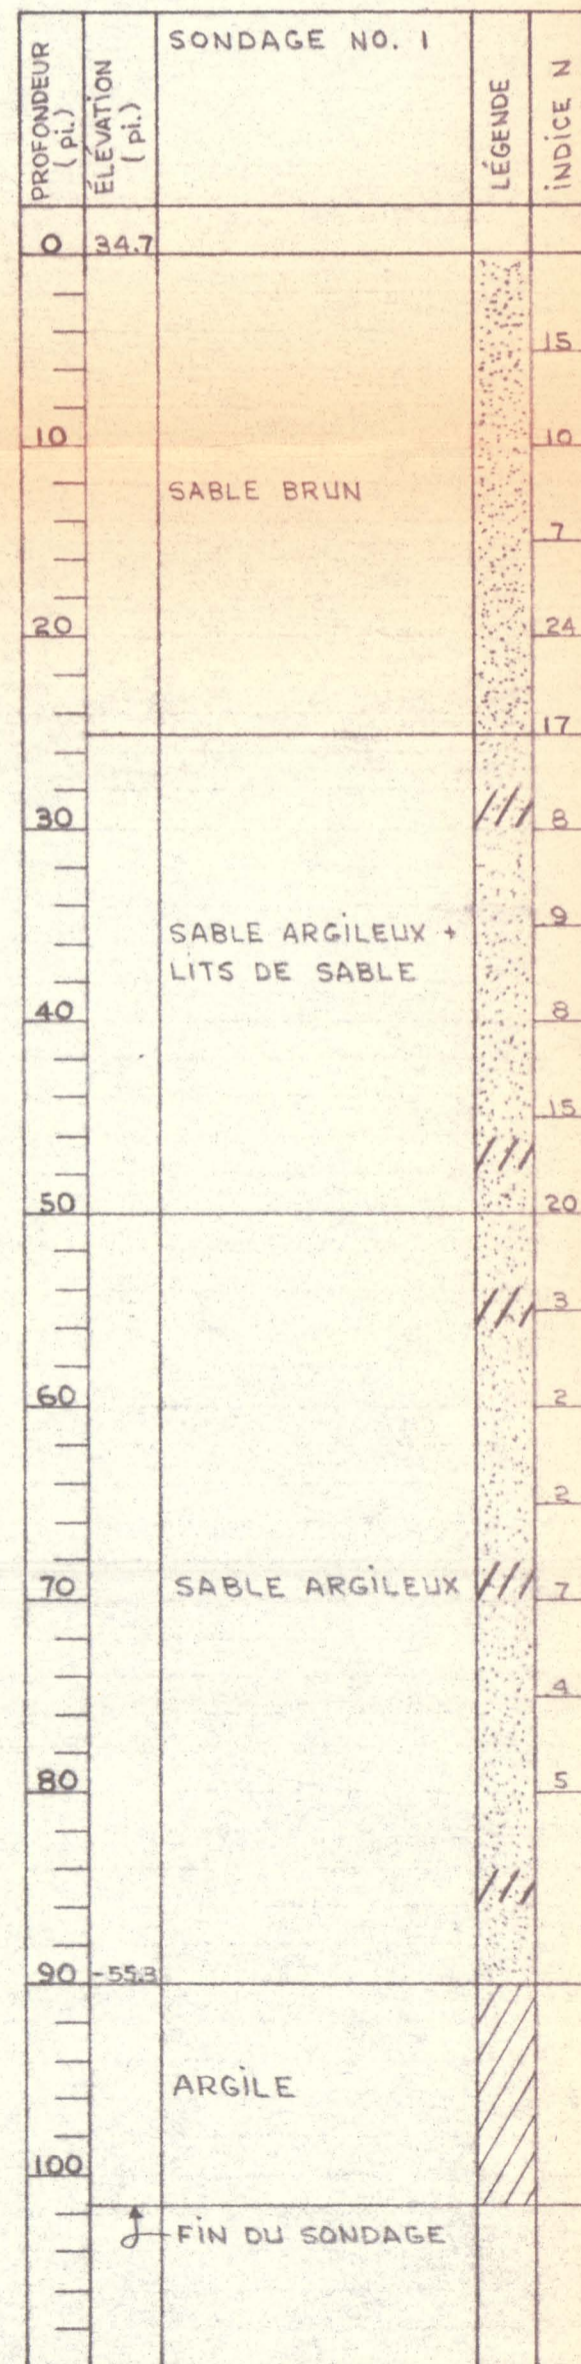 PROFONDEUR
(pi.)
ÉLÉVATION
(pi.)
SONDAGE NO. 1
LÉGENDE
INDICE N
0 34.7
15
10 10
SABLE BRUN
7
20 24
17
30 8
SABLE ARGILEUX +
9
LITS DE SABLE
40 8
15
50 20
3
60 2
2
70 SABLE ARGILEUX 7
4
80 5
90 -55.3
ARGILE
100
FIN DU SONDAGE